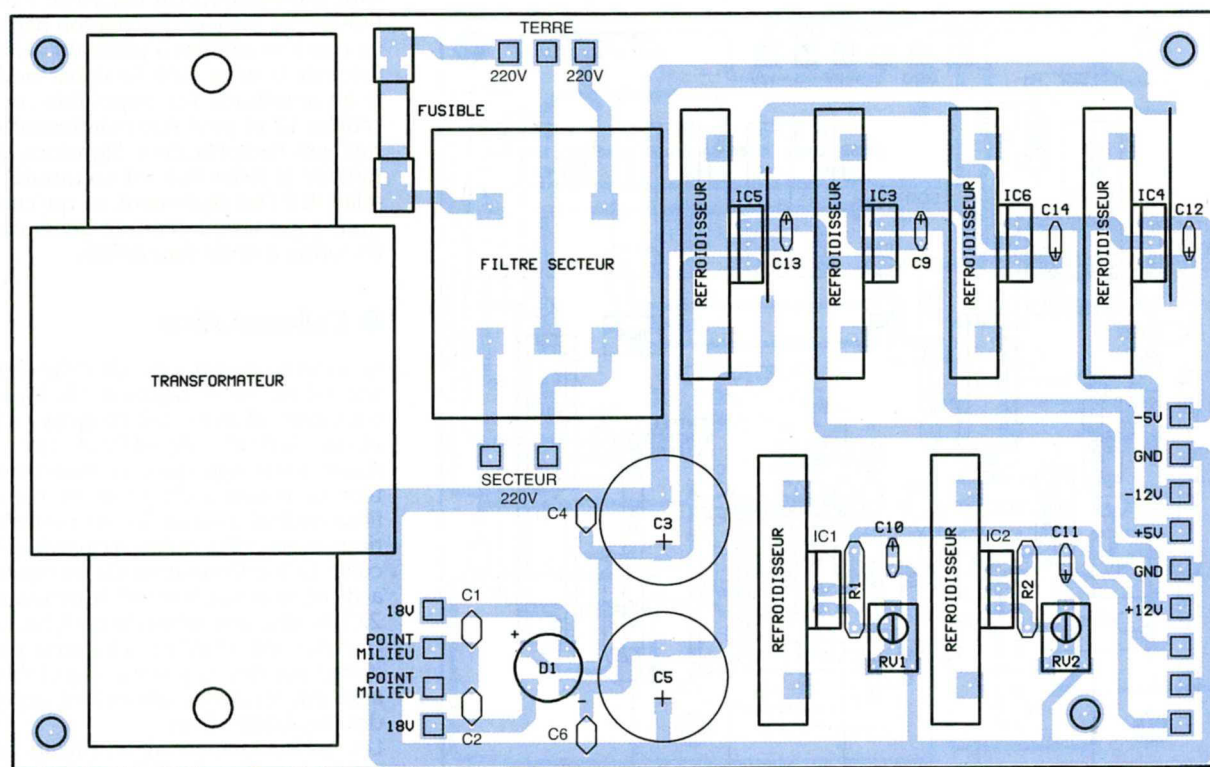 TERRE
220V 220V
FUSIBLE
FILTRE SECTEUR
TRANSFORMATEUR
SECTEUR
220V
REFROIDISSEUR
IC5
C13
REFROIDISSEUR
IC3
C9
REFROIDISSEUR
IC6
C14
REFROIDISSEUR
IC4
C12
-5V
GND
-12V
+5V
GND
+12V
C4
C3
+
C1
18V
POINT
MILIEU
POINT
MILIEU
18V
C2
+
D1
-
C6
C5
+
REFROIDISSEUR
IC1
R1
C10
RV1
REFROIDISSEUR
IC2
R2
C11
RV2